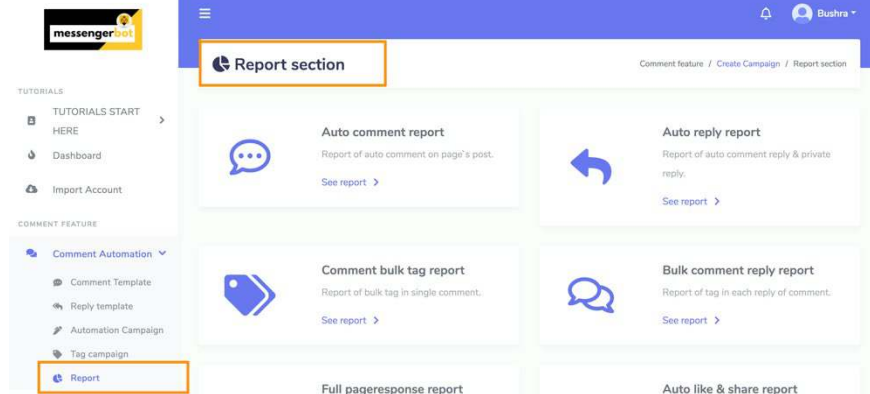 messengerbot
Bushra
Report section
Comment feature / Create Campaign / Report section
TUTORIALS
TUTORIALS START
HERE
Dashboard
Import Account
COMMENT FEATURE
Comment Automation
Comment Template
Reply template
Automation Campaign
Tag campaign
Report
Auto comment report
Report of auto comment on page's post.
See report
Auto reply report
Report of auto comment reply & private
reply.
See report
Comment bulk tag report
Report of bulk tag in single comment.
See report
Bulk comment reply report
Report of tag in each reply of comment.
See report
Full pageresponse report
Auto like & share report